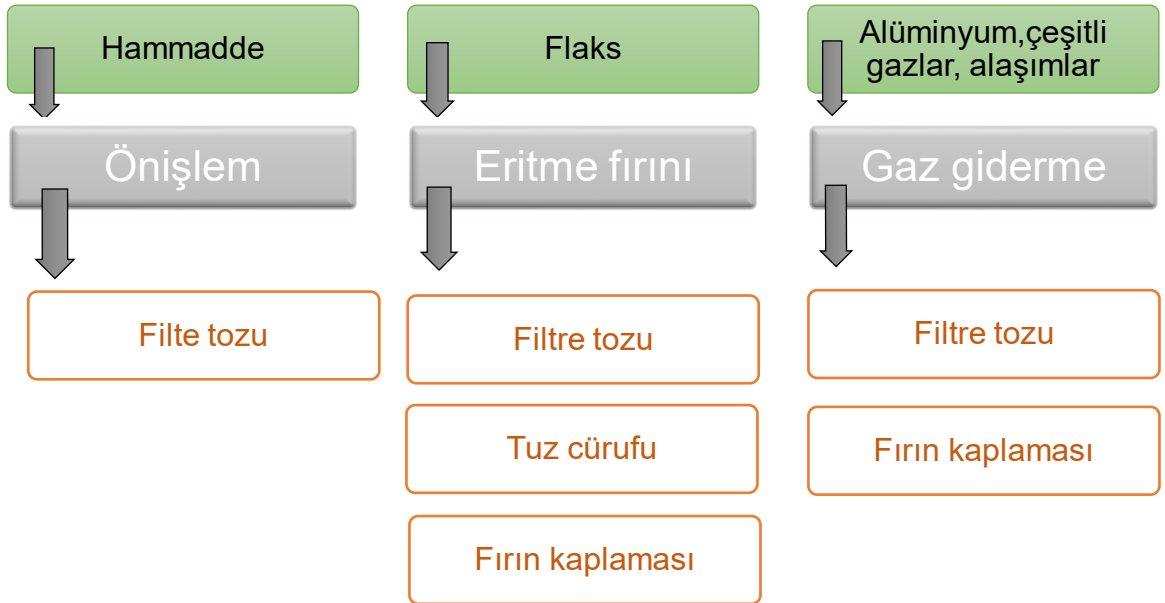 Hammadde
Flaks
Alüminyum,çeşitli
gazlar, alaşımlar
Önişlem
Eritme fırını
Gaz giderme
Filte tozu
Filtre tozu
Filtre tozu
Tuz cürufu
Fırın kaplaması
Fırın kaplaması